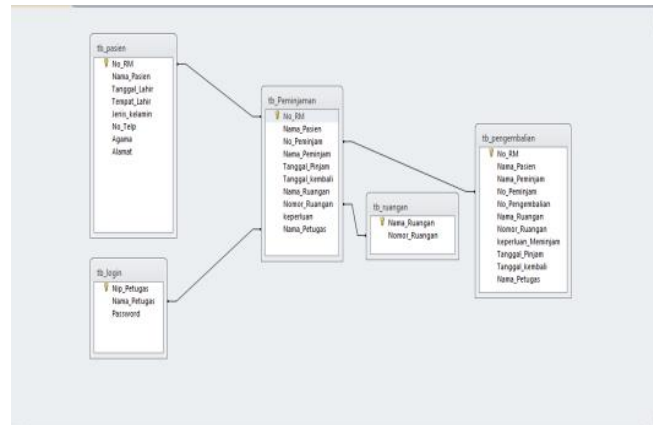 tb_pasien
No_RM
Nama_Pasien
Tanggal_Lahir
Tempat_Lahir
Jenis_kelamin
No_Telp
Agama
Alamat
tb_Peminjaman
No_RM
Nama_Pasien
No_Peminjam
Nama_Peminjam
Tanggal_Pinjam
Tanggal_kembali
Nama_Ruangan
Nomor_Ruangan
keperluan
Nama_Petugas
tb_pengembalian
No_RM
Nama_Pasien
Nama_Peminjam
No_Peminjam
No_Pengembalian
Nama_Ruangan
Nomor_Ruangan
keperluan_Meminjam
Tanggal_Pinjam
Tanggal_kembali
Nama_Petugas
tb_ruangan
Nama_Ruangan
Nomor_Ruangan
tb_login
Nip_Petugas
Nama_Petugas
Password